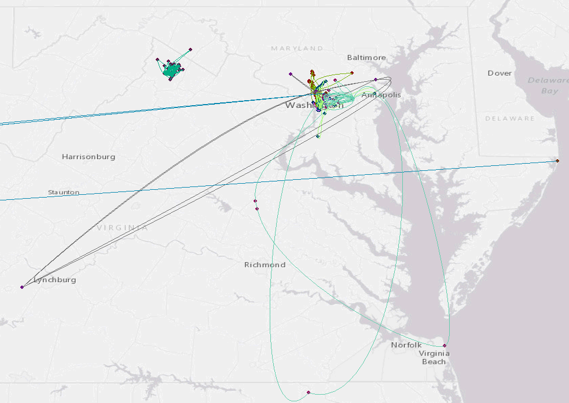 MARYLAND
Baltimore
Dover
Delaware
Bay
Annapolis
Washington
DELAWARE
Harrisonburg
Staunton
VIRGINIA
Richmond
Lynchburg
Norfolk
Virginia
Beach